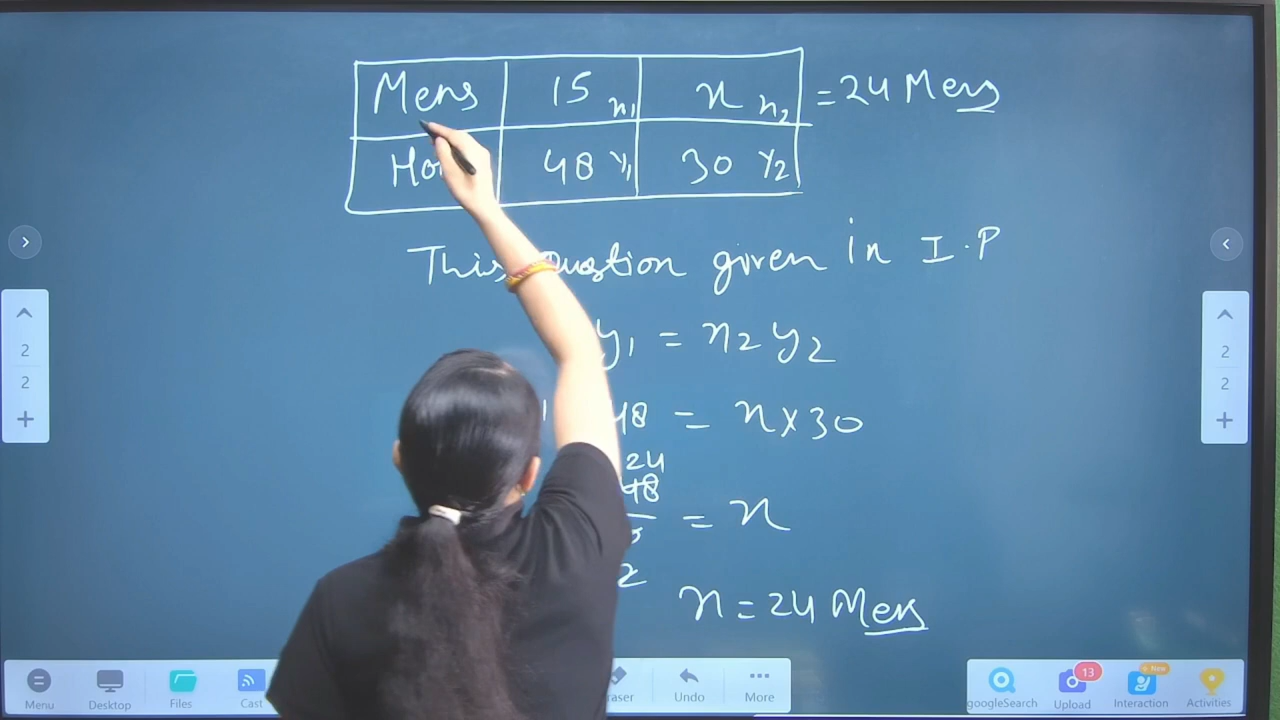 Mens 15 x1 x x2 = 24 Mens
48 y1 30 y2
This Question given in I.P
y1 = x2 y2
48 = x × 30
24
48
= x
2
x = 24 Mens
2
2
2
2
Menu Desktop Files Cast Undo More
googleSearch Upload 13 Interaction New Activities